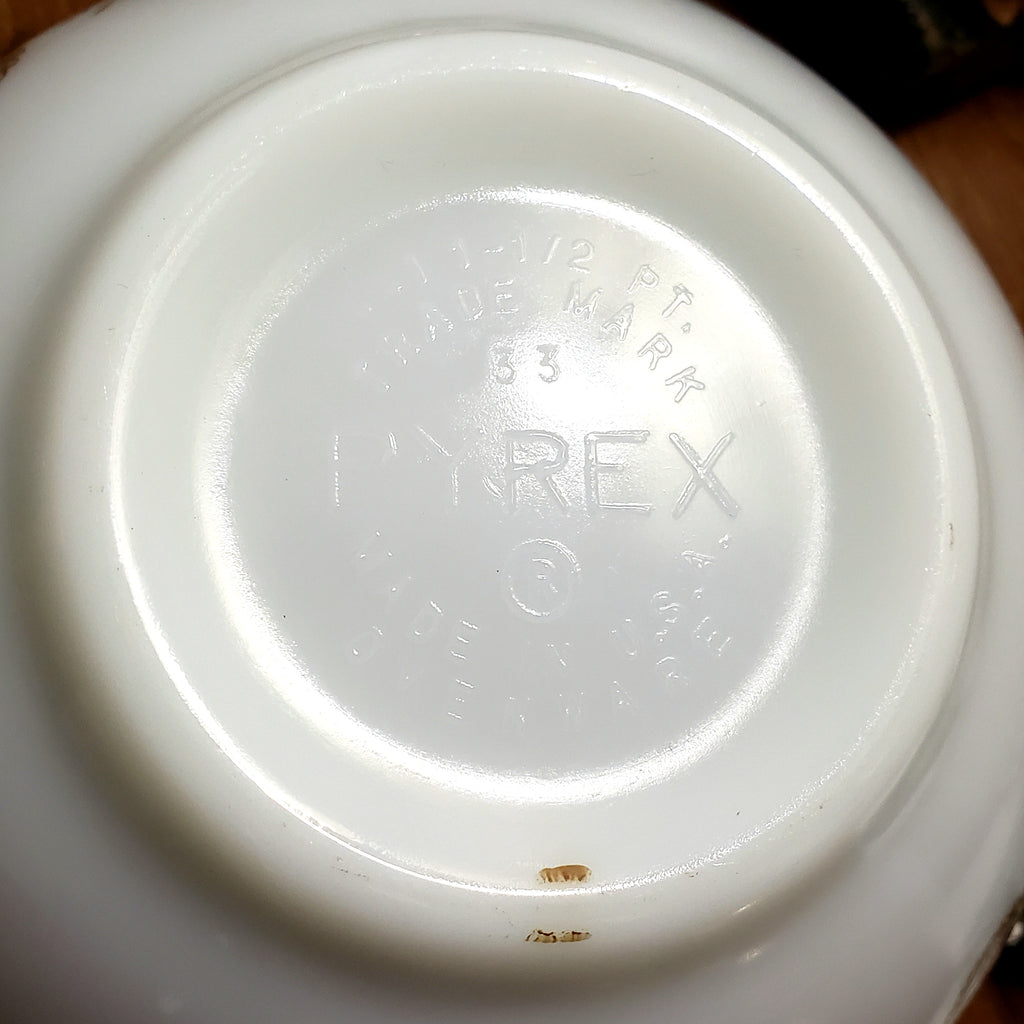 1 1-1/2 PT.
TRADE MARK
33
PYREX
®
MADE IN U.S.A.
OVENWARE